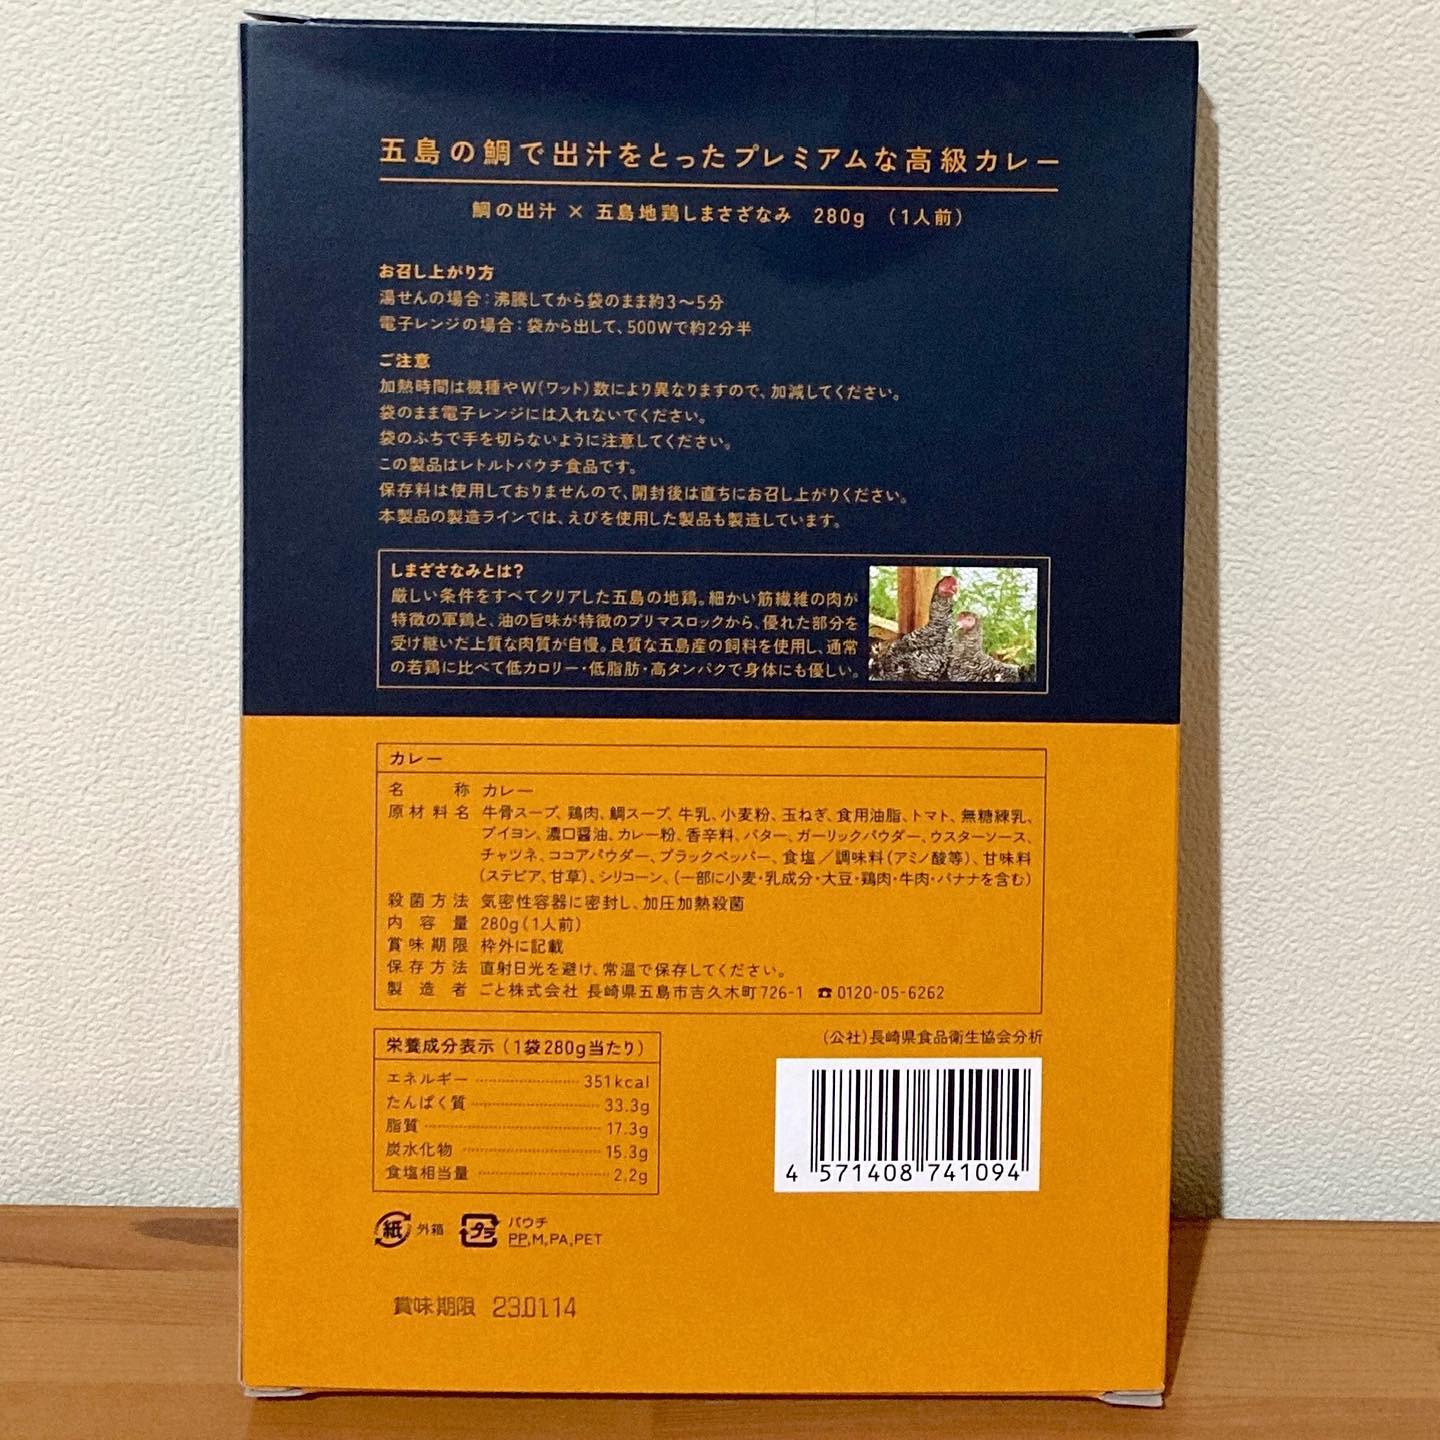 五島の鯛で出汁をとったプレミアムな高級カレー
鯛の出汁 × 五島地鶏しまさざなみ 280g （1人前）
お召し上がり方
湯せんの場合：沸騰してから袋のまま約3〜5分
電子レンジの場合：袋から出して、500Wで約2分半
ご注意
加熱時間は機種やW（ワット）数により異なりますので、加減してください。
袋のまま電子レンジには入れないでください。
袋のふちで手を切らないように注意してください。
この製品はレトルトパウチ食品です。
保存料は使用しておりませんので、開封後は直ちにお召し上がりください。
本製品の製造ラインでは、えびを使用した製品も製造しています。
しまざさなみとは？
厳しい条件をすべてクリアした五島の地鶏。細かい筋繊維の肉が
特徴の軍鶏と、油の旨味が特徴のプリマスロックから、優れた部分を
受け継いだ上質な肉質が自慢。良質な五島産の飼料を使用し、通常
の若鶏に比べて低カロリー・低脂肪・高タンパクで身体にも優しい。
カレー
名称 カレー
原材料名 牛骨スープ、鶏肉、鯛スープ、牛乳、小麦粉、玉ねぎ、食用油脂、トマト、無糖練乳、
ブイヨン、濃口醤油、カレー粉、香辛料、バター、ガーリックパウダー、ウスターソース、
チャツネ、ココアパウダー、ブラックペッパー、食塩／調味料（アミノ酸等）、甘味料
（ステビア、甘草）、シリコーン、（一部に小麦・乳成分・大豆・鶏肉・牛肉・バナナを含む）
殺菌方法 気密性容器に密封し、加圧加熱殺菌
内容量 280g（1人前）
賞味期限 枠外に記載
保存方法 直射日光を避け、常温で保存してください。
製造者 ごと株式会社 長崎県五島市吉久木町726-1 ☎0120-05-6262
栄養成分表示（1袋280g当たり）
エネルギー 351kcal
たんぱく質 33.3g
脂質 17.3g
炭水化物 15.3g
食塩相当量 2.2g
（公社）長崎県食品衛生協会分析
4 571408 741094
紙 外箱 プラ パウチ
PP,M,PA,PET
賞味期限 23.01.14